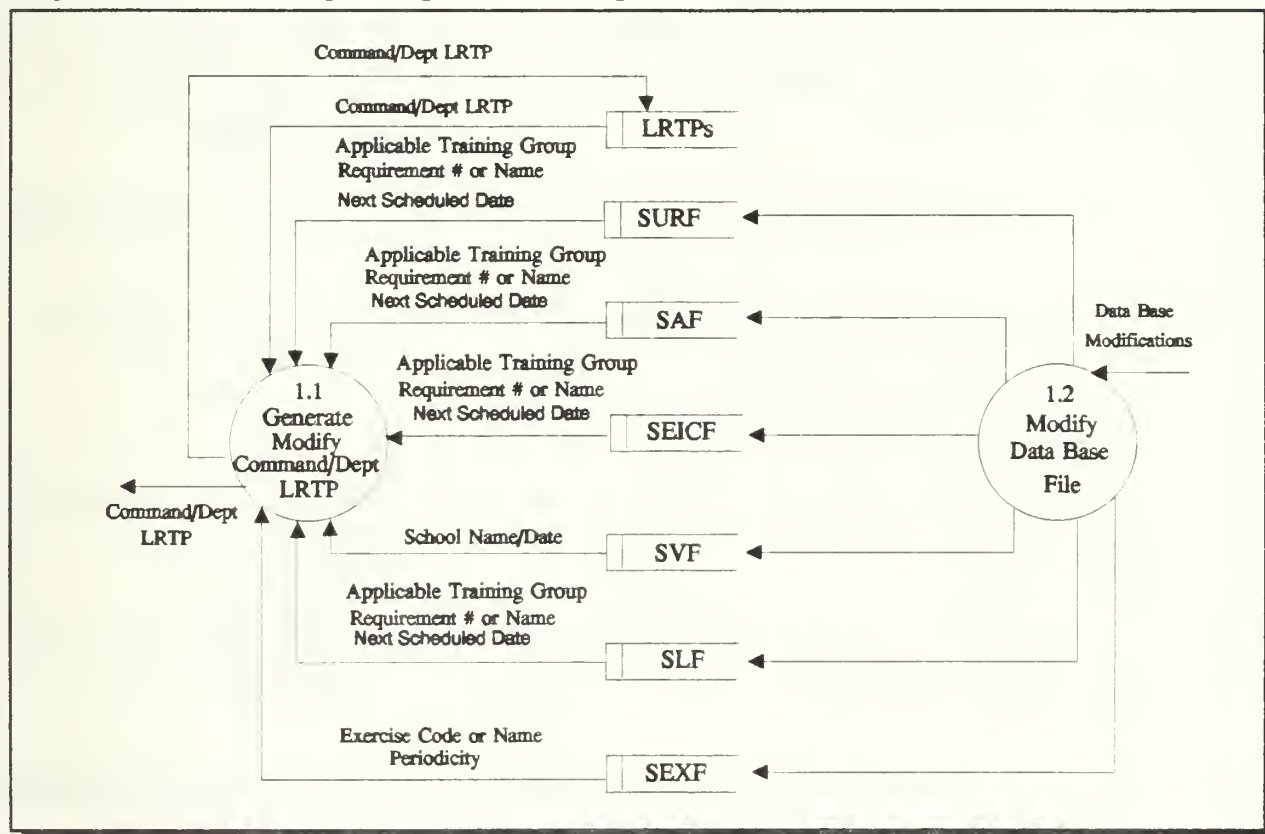 Command/Dept LRTP
Command/Dept LRTP
LRTPs
Applicable Training Group
Requirement # or Name
Next Scheduled Date
SURF
Applicable Training Group
Requirement # or Name
Next Scheduled Date
SAF
Data Base
Modifications
Applicable Training Group
Requirement # or Name
Next Scheduled Date
SEICF
1.1
Generate
Modify
Command/Dept
LRTP
1.2
Modify
Data Base
File
Command/Dept
LRTP
School Name/Date
SVF
Applicable Training Group
Requirement # or Name
Next Scheduled Date
SLF
Exercise Code or Name
Periodicity
SEXF